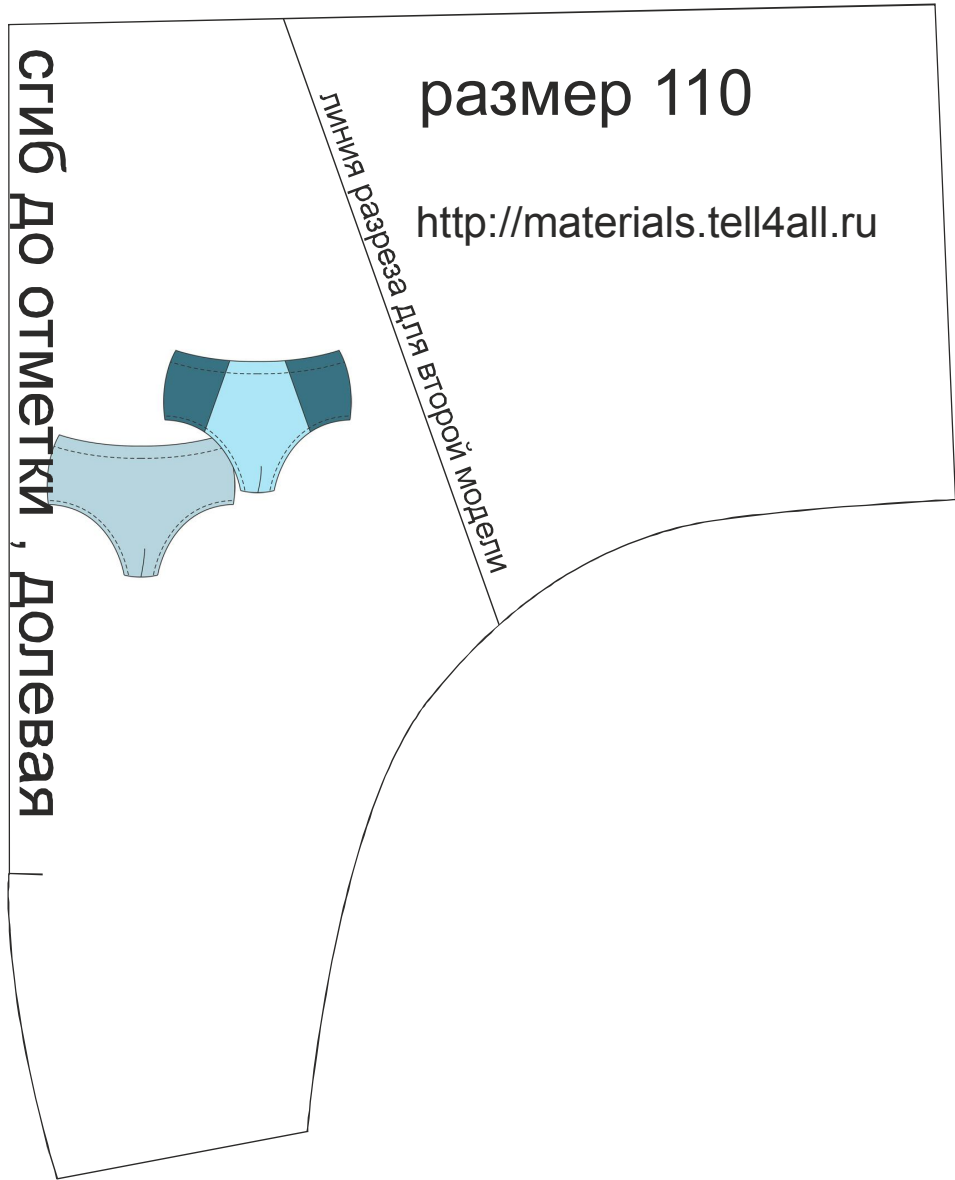 размер 110
http://materials.tell4all.ru
сгиб до отметки , долевая
линия разреза для второй модели